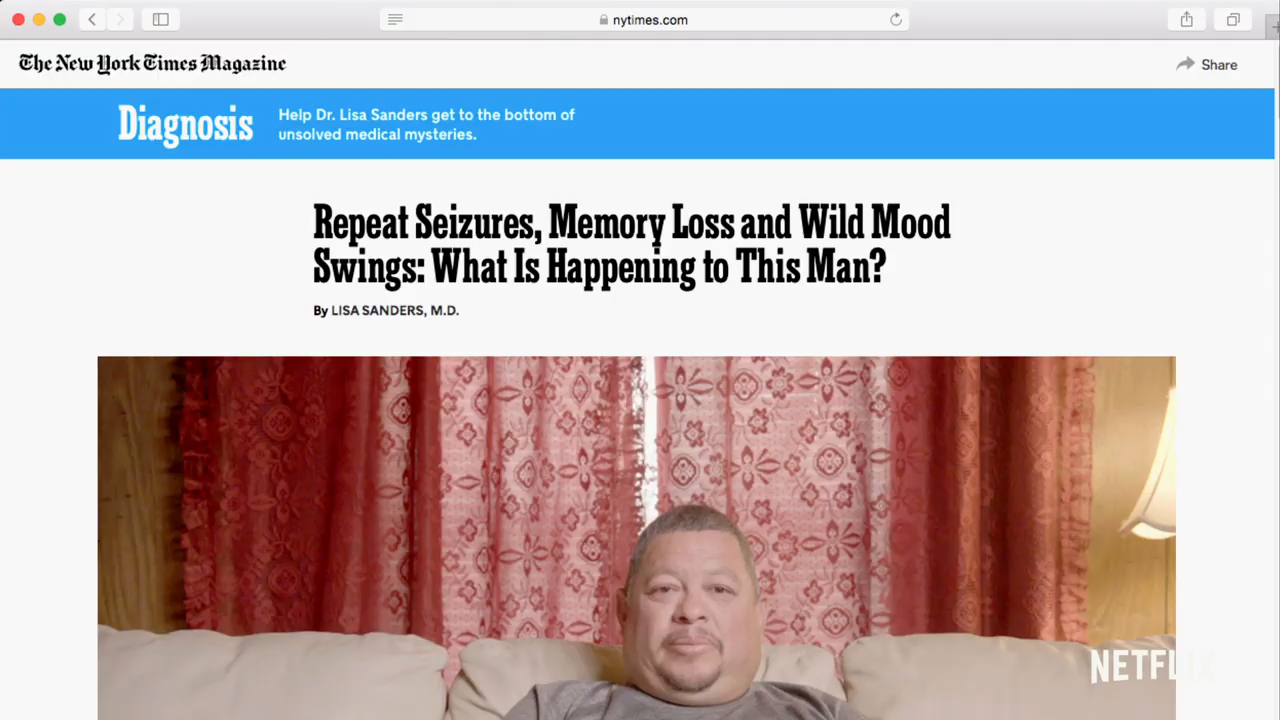 nytimes.com
The New York Times Magazine
Share
Diagnosis
Help Dr. Lisa Sanders get to the bottom of
unsolved medical mysteries.
Repeat Seizures, Memory Loss and Wild Mood
Swings: What Is Happening to This Man?
By LISA SANDERS, M.D.
NETFLIX